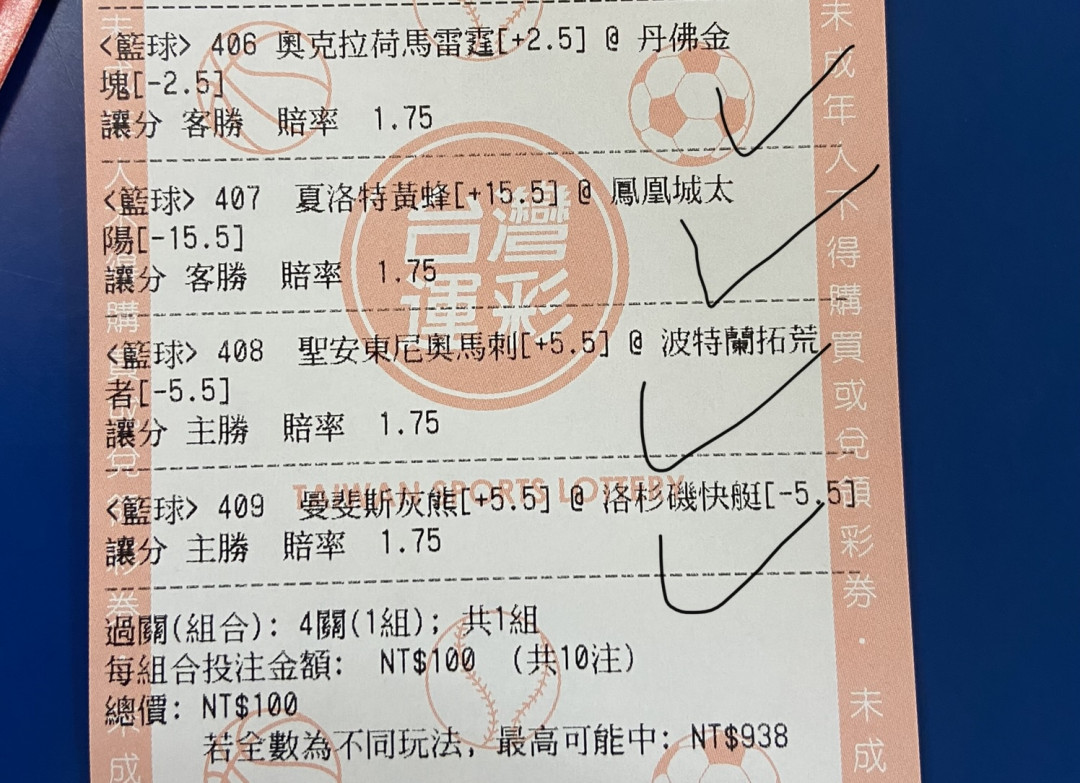 <籃球> 406 奧克拉荷馬雷霆[+2.5] @ 丹佛金
塊[-2.5]
讓分 客勝 賠率 1.75
<籃球> 407 夏洛特黃蜂[+15.5] @ 鳳凰城太
陽[-15.5]
讓分 客勝 賠率 1.75
<籃球> 408 聖安東尼奧馬刺[+5.5] @ 波特蘭拓荒
者[-5.5]
讓分 主勝 賠率 1.75
<籃球> 409 曼斐斯灰熊[+5.5] @ 洛杉磯快艇[-5.5]
讓分 主勝 賠率 1.75
過關(組合): 4關(1組); 共1組
每組合投注金額: NT$100 (共10注)
總價: NT$100
若全數為不同玩法, 最高可能中: NT$938
台灣
運彩
TAIWAN SPORTS LOTTERY
未成年人不得購買或兌領彩券.未成